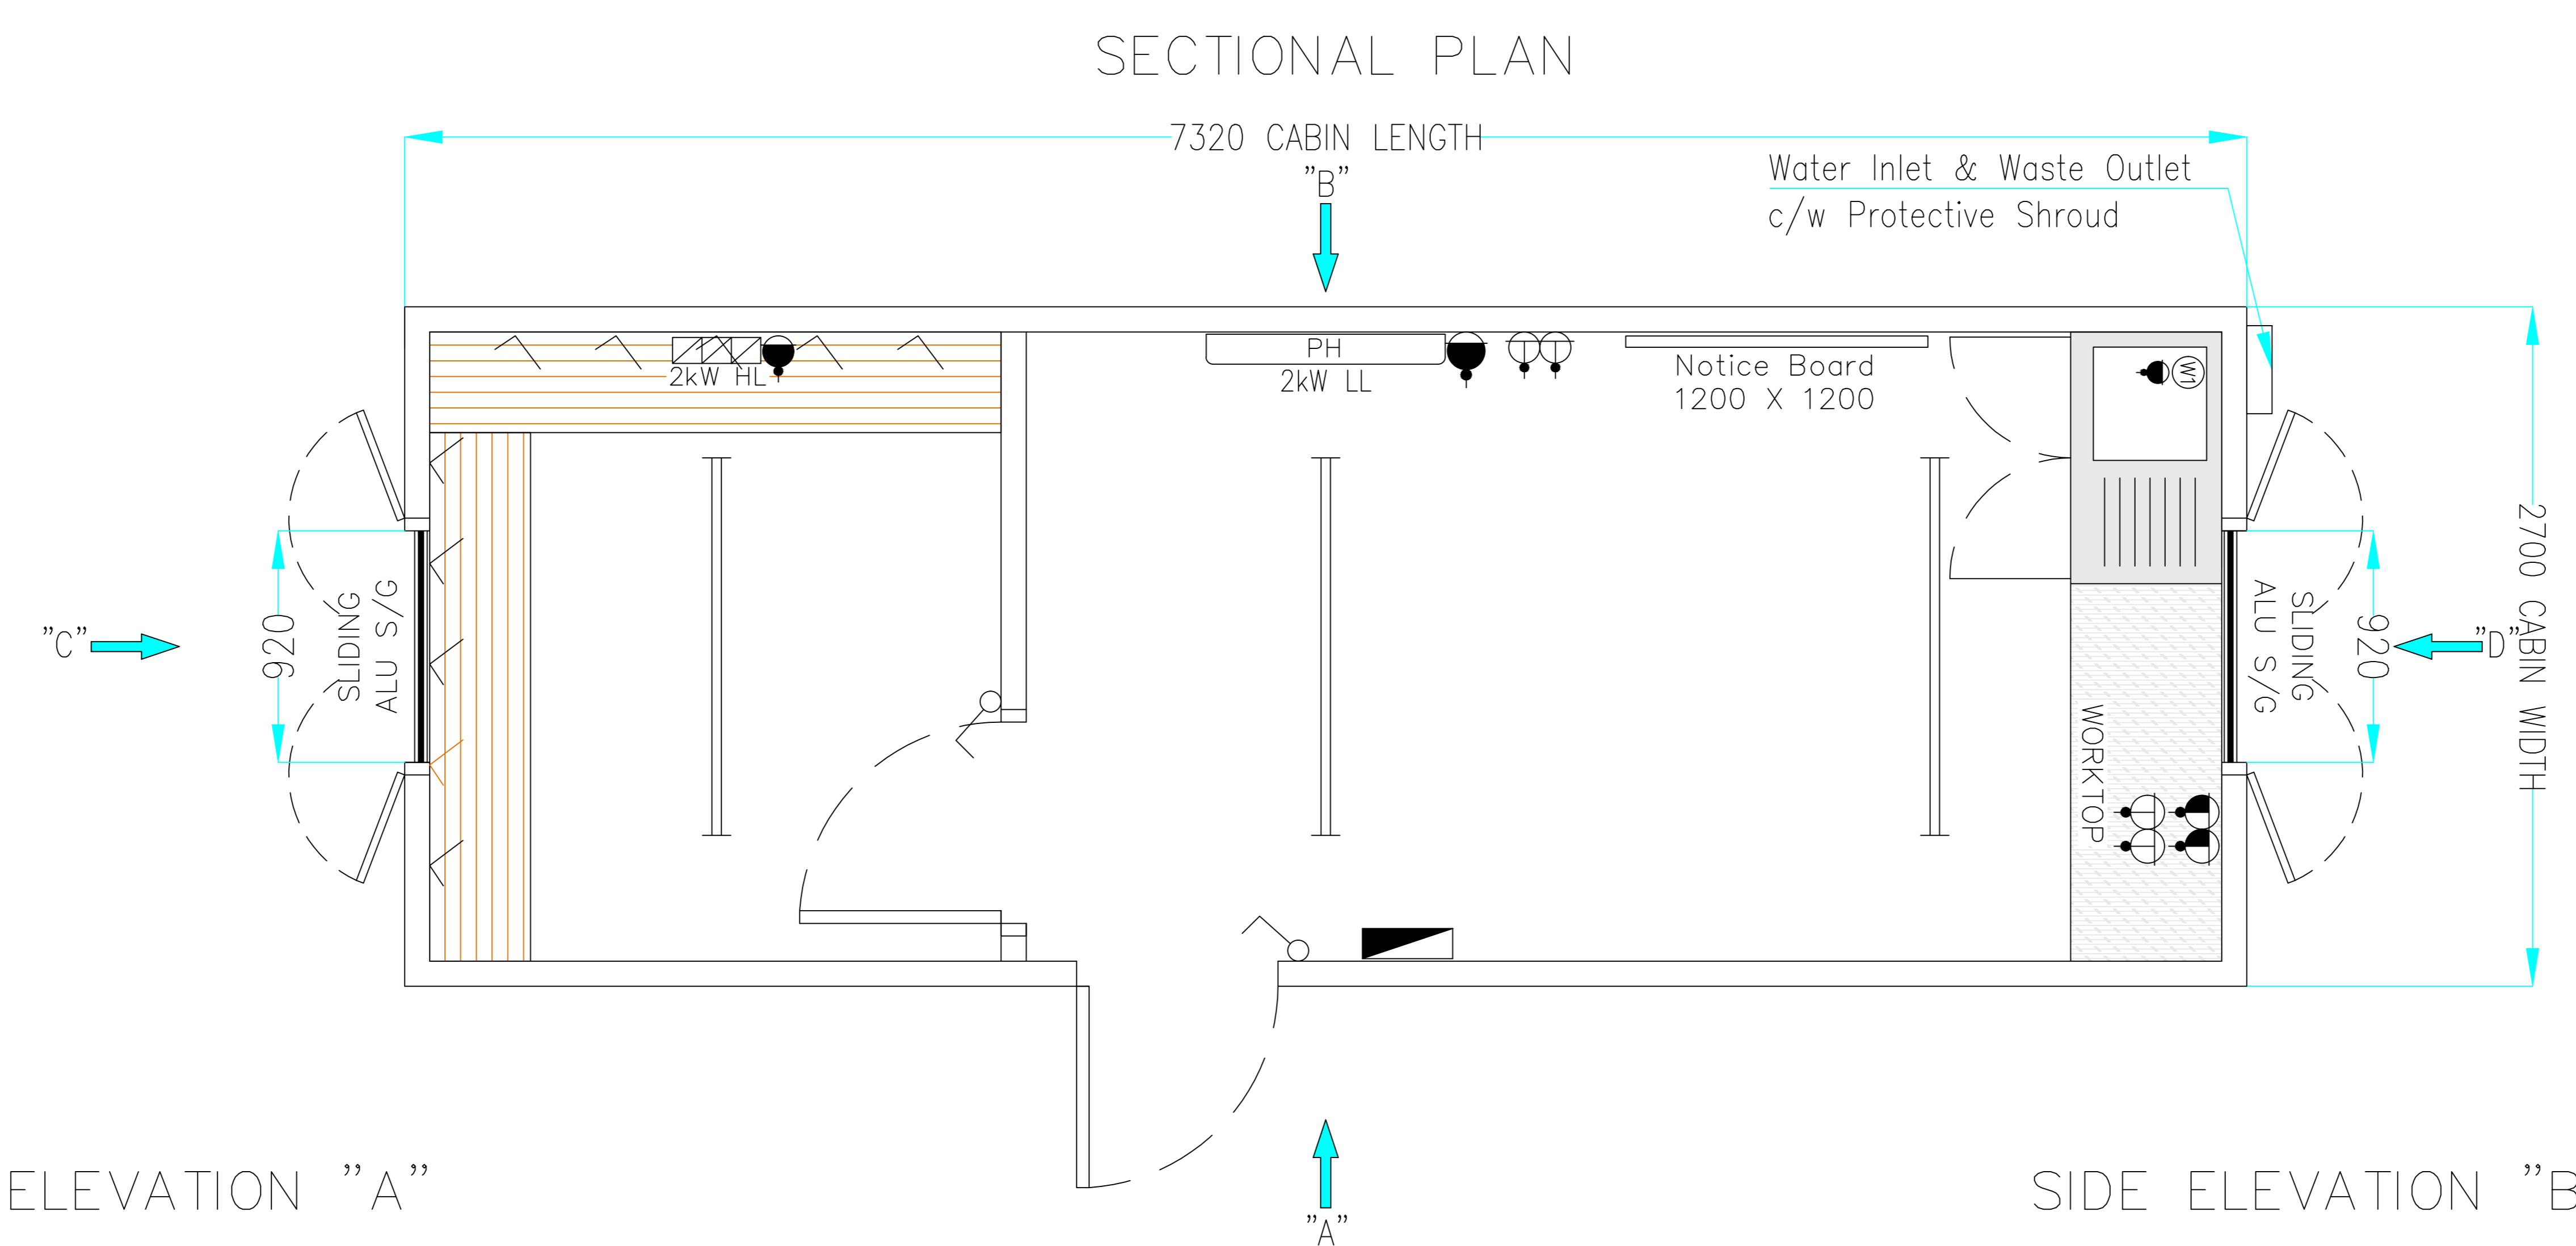 SECTIONAL PLAN
7320 CABIN LENGTH
"B"
Water Inlet & Waste Outlet
c/w Protective Shroud
PH
2kW HL
2kW LL
Notice Board
1200 X 1200
W1
"C"
920
SLIDING
ALU S/G
WORKTOP
SLIDING
ALU S/G
920
"D"
2700 CABIN WIDTH
ELEVATION "A"
"A"
SIDE ELEVATION "B